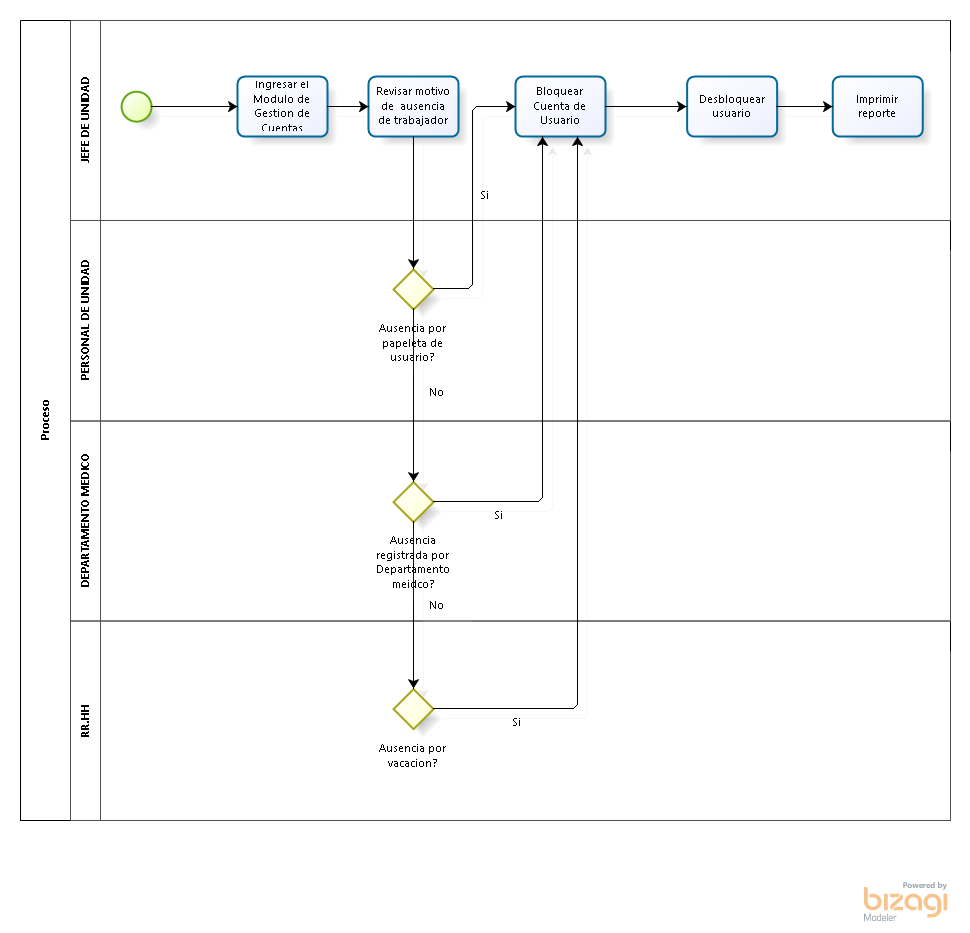 Proceso
JEFE DE UNIDAD
Ingresar el
Modulo de
Gestion de
Cuentas
Revisar motivo
de ausencia
de trabajador
Bloquear
Cuenta de
Usuario
Desbloquear
usuario
Imprimir
reporte
Si
PERSONAL DE UNIDAD
Ausencia por
papeleta de
usuario?
No
DEPARTAMENTO MEDICO
Si
Ausencia
registrada por
Departamento
meidco?
No
RR.HH
Si
Ausencia por
vacacion?
Powered by
bizagi
Modeler